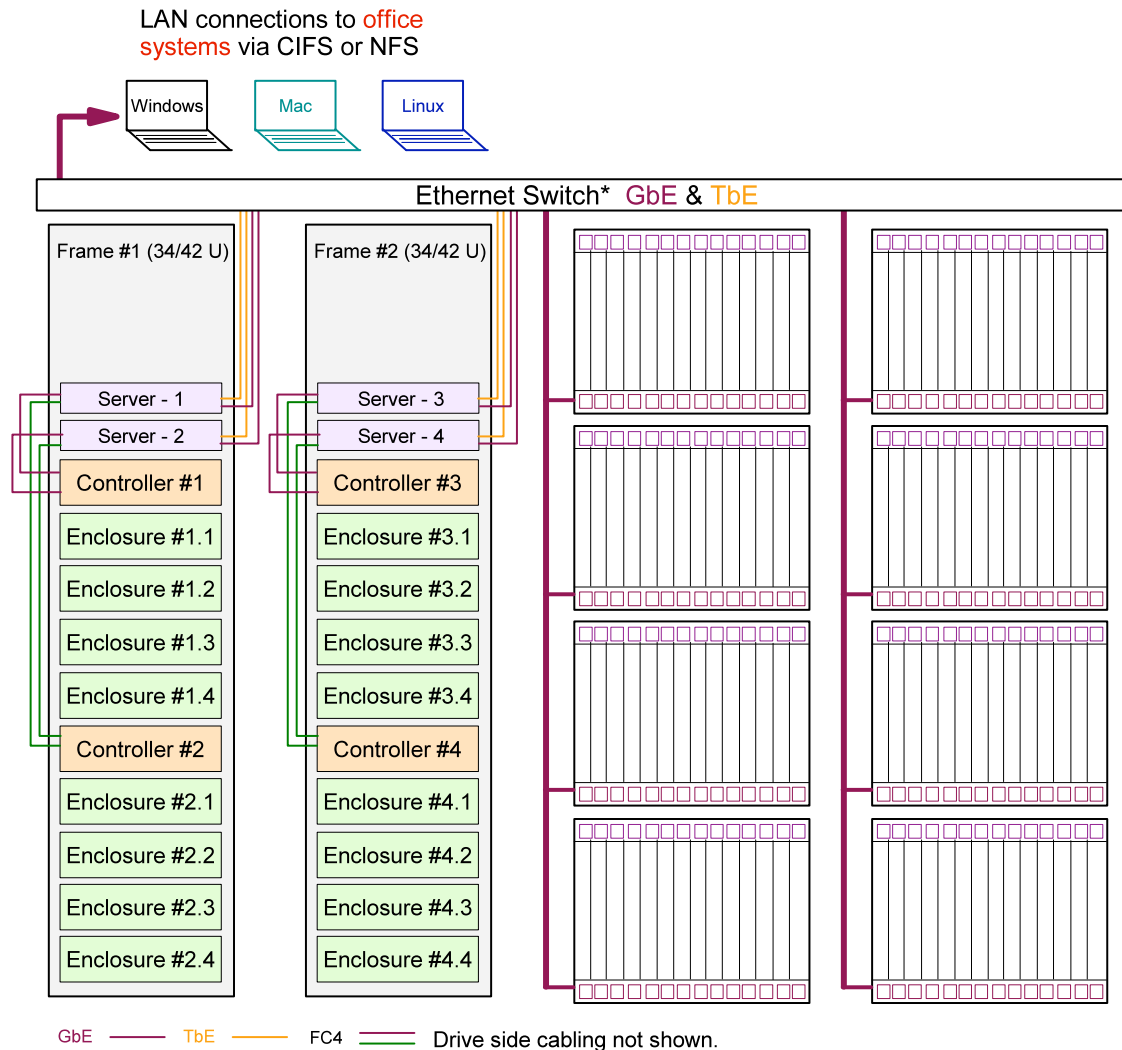 LAN connections to office
systems via CIFS or NFS
Windows
Mac
Linux
Ethernet Switch* GbE & TbE
Frame #1 (34/42 U)
Server - 1
Server - 2
Controller #1
Enclosure #1.1
Enclosure #1.2
Enclosure #1.3
Enclosure #1.4
Controller #2
Enclosure #2.1
Enclosure #2.2
Enclosure #2.3
Enclosure #2.4
Frame #2 (34/42 U)
Server - 3
Server - 4
Controller #3
Enclosure #3.1
Enclosure #3.2
Enclosure #3.3
Enclosure #3.4
Controller #4
Enclosure #4.1
Enclosure #4.2
Enclosure #4.3
Enclosure #4.4
GbE TbE FC4 Drive side cabling not shown.